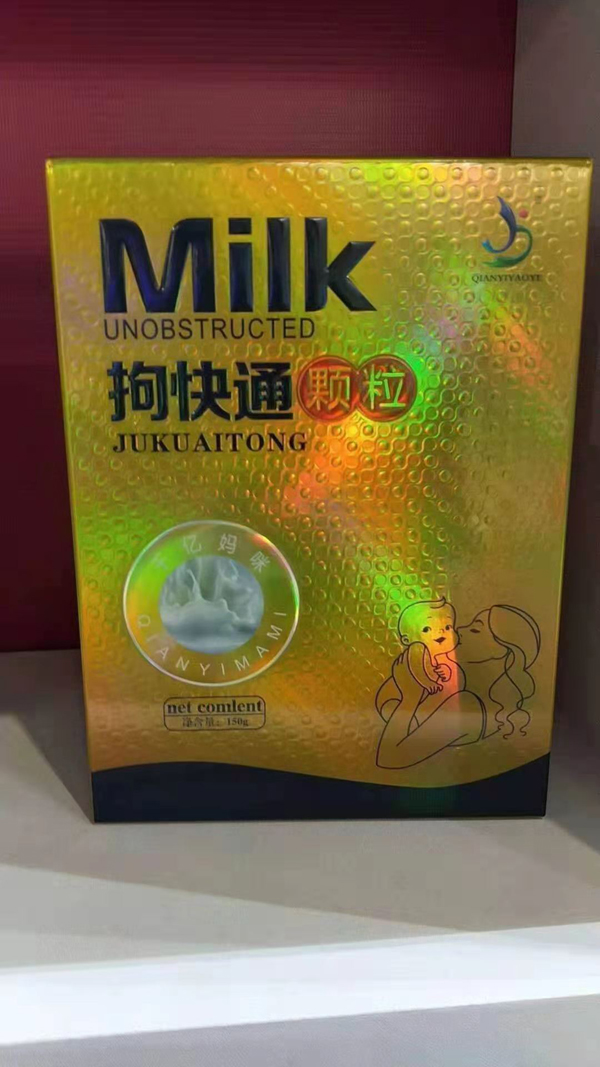 Milk
UNOBSTRUCTED
QIANYIYAOYE
拘快通颗粒
JUKUAITONG
千亿妈咪
QIANYIMAMI
net comlent
净含量：150g